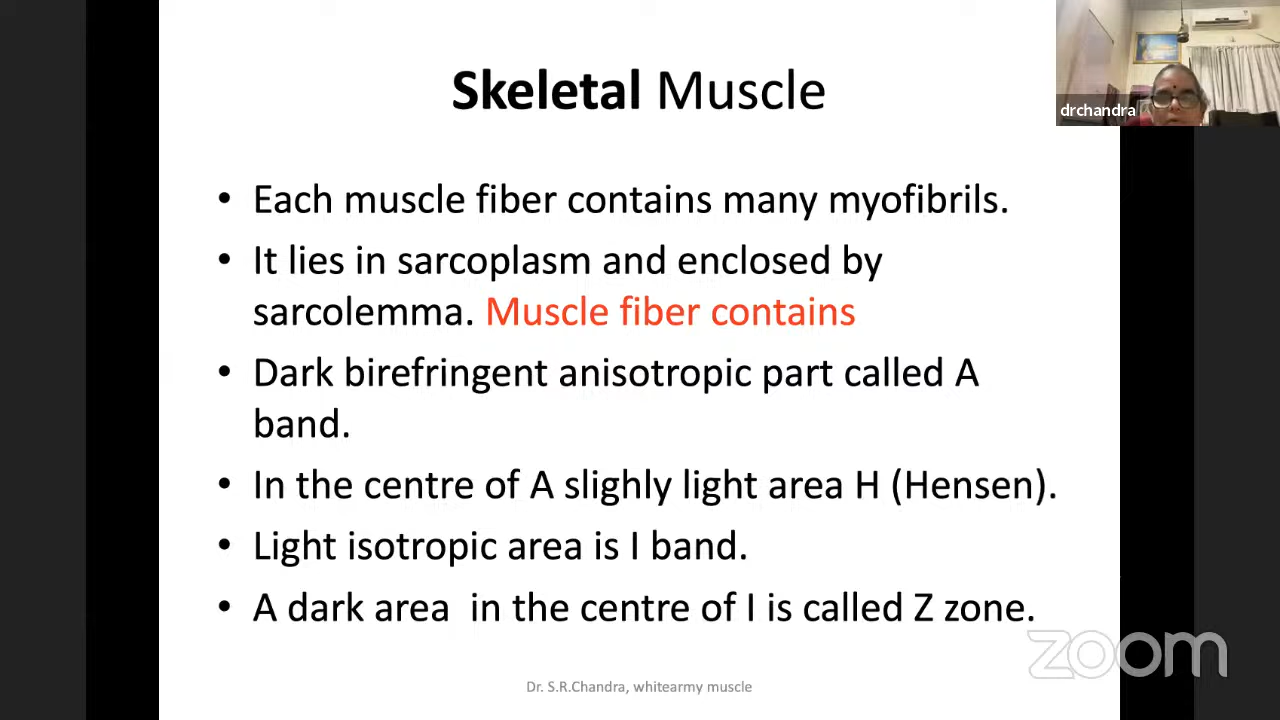 Skeletal Muscle
drchandra
• Each muscle fiber contains many myofibrils.
• It lies in sarcoplasm and enclosed by
sarcolemma. Muscle fiber contains
• Dark birefringent anisotropic part called A
band.
• In the centre of A slighly light area H (Hensen).
• Light isotropic area is I band.
• A dark area  in the centre of I is called Z zone.
zoom
Dr. S.R.Chandra, whitearmy muscle